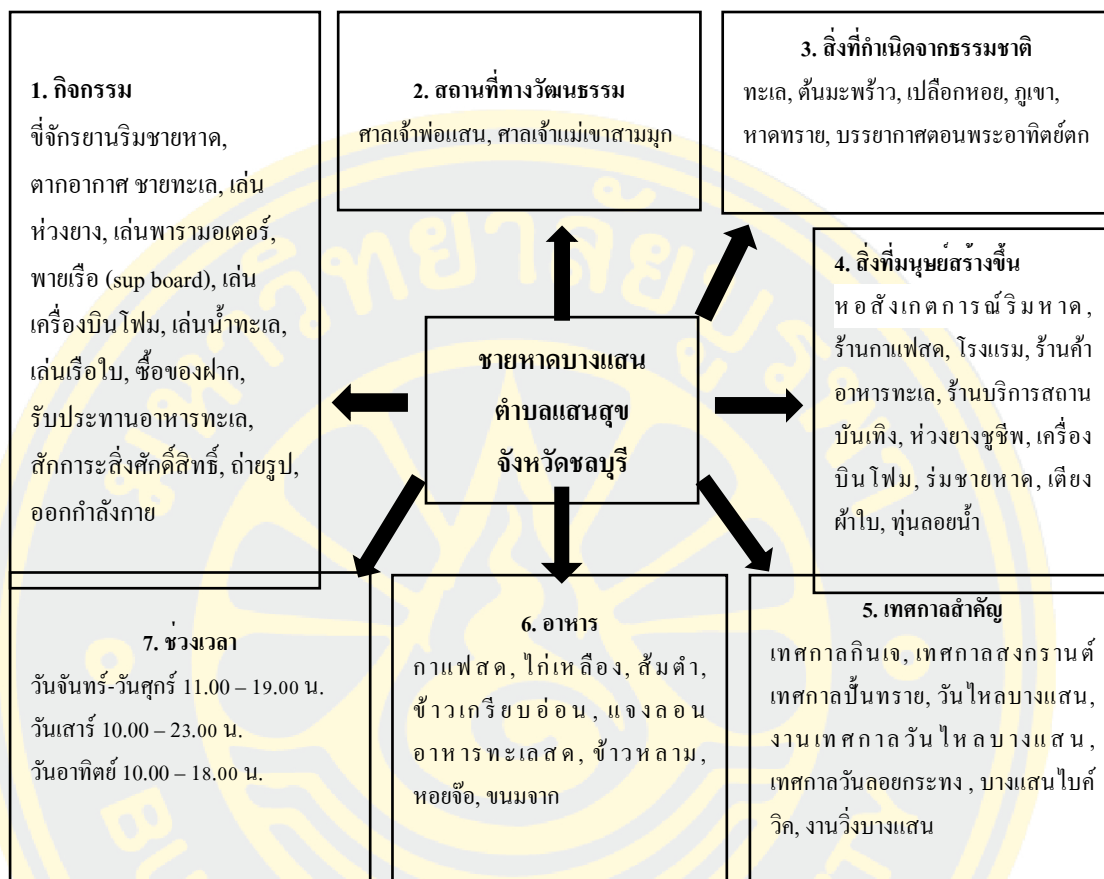 1. กิจกรรม
ขี่จักรยานริมชายหาด,
ตากอากาศ ชายทะเล, เล่น
ห่วงยาง, เล่นพารามอเตอร์,
พายเรือ (sup board), เล่น
เครื่องบินโฟม, เล่นน้ำทะเล,
เล่นเรือใบ, ซื้อของฝาก,
รับประทานอาหารทะเล,
สักการะสิ่งศักดิ์สิทธิ์, ถ่ายรูป,
ออกกำลังกาย
2. สถานที่ทางวัฒนธรรม
ศาลเจ้าพ่อแสน, ศาลเจ้าแม่เขาสามมุก
3. สิ่งที่กำเนิดจากธรรมชาติ
ทะเล, ต้นมะพร้าว, เปลือกหอย, ภูเขา,
หาดทราย, บรรยากาศตอนพระอาทิตย์ตก
4. สิ่งที่มนุษย์สร้างขึ้น
หอสังเกตการณ์ริมหาด,
ร้านกาแฟสด, โรงแรม, ร้านค้า
อาหารทะเล, ร้านบริการสถาน
บันเทิง, ห่วงยางชูชีพ, เครื่อง
บินโฟม, ร่มชายหาด, เตียง
ผ้าใบ, ทุ่นลอยน้ำ
ชายหาดบางแสน
ตำบลแสนสุข
จังหวัดชลบุรี
5. เทศกาลสำคัญ
เทศกาลกินเจ, เทศกาลสงกรานต์
เทศกาลปั้นทราย, วันไหลบางแสน,
งานเทศกาลวันไหลบางแสน,
เทศกาลวันลอยกระทง , บางแสนไบค์
วิค, งานวิ่งบางแสน
6. อาหาร
กาแฟสด, ไก่เหลือง, ส้มตำ,
ข้าวเกรียบอ่อน, แจงลอน
อาหารทะเลสด, ข้าวหลาม,
หอยจ๊อ, ขนมจาก
7. ช่วงเวลา
วันจันทร์-วันศุกร์ 11.00 – 19.00 น.
วันเสาร์ 10.00 – 23.00 น.
วันอาทิตย์ 10.00 – 18.00 น.